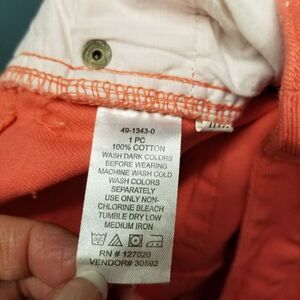 49-1343-0
1 PC
100% COTTON
WASH DARK COLORS
BEFORE WEARING
MACHINE WASH COLD
WASH COLORS
SEPARATELY
USE ONLY NON-
CHLORINE BLEACH
TUMBLE DRY LOW
MEDIUM IRON
RN # 127020
VENDOR# 30592